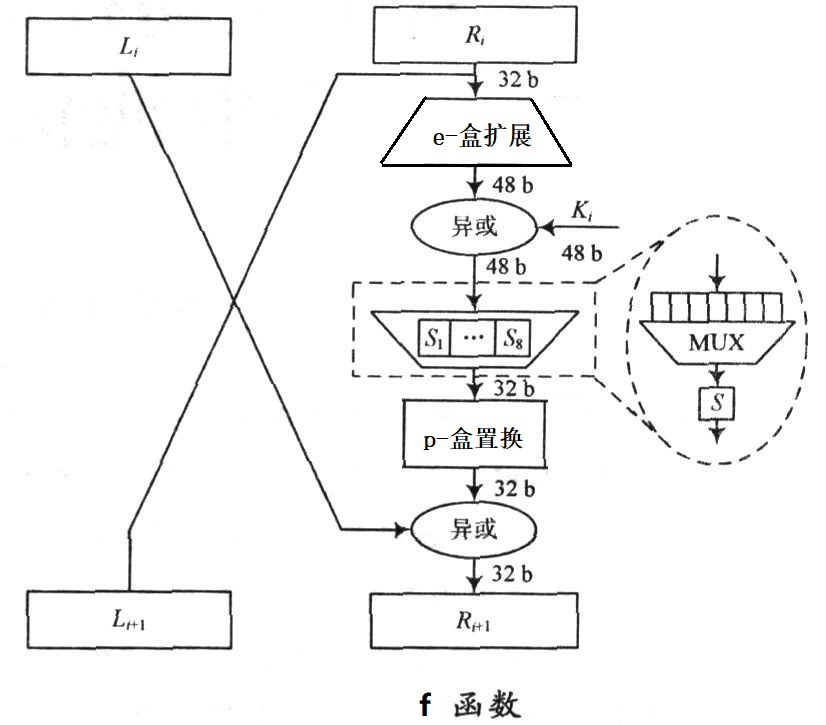 L_i
R_i
32 b
e-盒扩展
48 b
异或
K_i
48 b
48 b
S_1 … S_8
MUX
S
32 b
p-盒置换
32 b
异或
32 b
L_{i+1}
R_{i+1}
f 函数